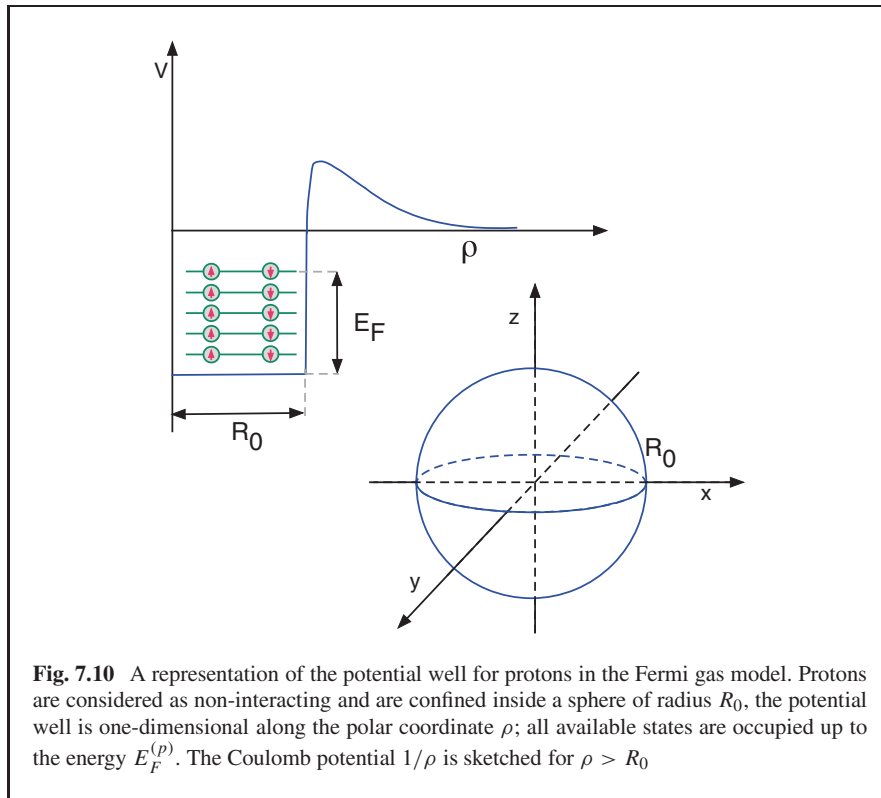 V
ρ
E_F
R_0
z
R_0
x
y
Fig. 7.10 A representation of the potential well for protons in the Fermi gas model. Protons
are considered as non-interacting and are confined inside a sphere of radius R_0, the potential
well is one-dimensional along the polar coordinate ρ; all available states are occupied up to
the energy E_F^{(p)}. The Coulomb potential 1/ρ is sketched for ρ > R_0